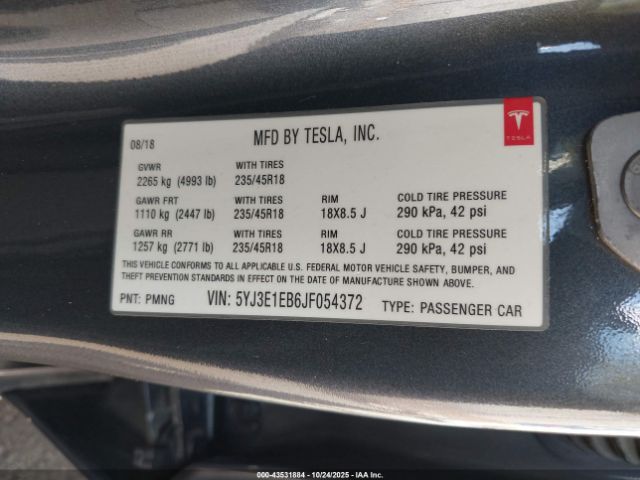 08/18 MFD BY TESLA, INC.
TESLA
GVWR WITH TIRES
2265 kg (4993 lb) 235/45R18
GAWR FRT WITH TIRES RIM COLD TIRE PRESSURE
1110 kg (2447 lb) 235/45R18 18X8.5 J 290 kPa, 42 psi
GAWR RR WITH TIRES RIM COLD TIRE PRESSURE
1257 kg (2771 lb) 235/45R18 18X8.5 J 290 kPa, 42 psi
THIS VEHICLE CONFORMS TO ALL APPLICABLE U.S. FEDERAL MOTOR VEHICLE SAFETY, BUMPER, AND
THEFT PREVENTION STANDARDS IN EFFECT ON THE DATE OF MANUFACTURE SHOWN ABOVE.
PNT: PMNG VIN: 5YJ3E1EB6JF054372 TYPE: PASSENGER CAR
000-43531884 | 10/24/2025 | IAA Inc.